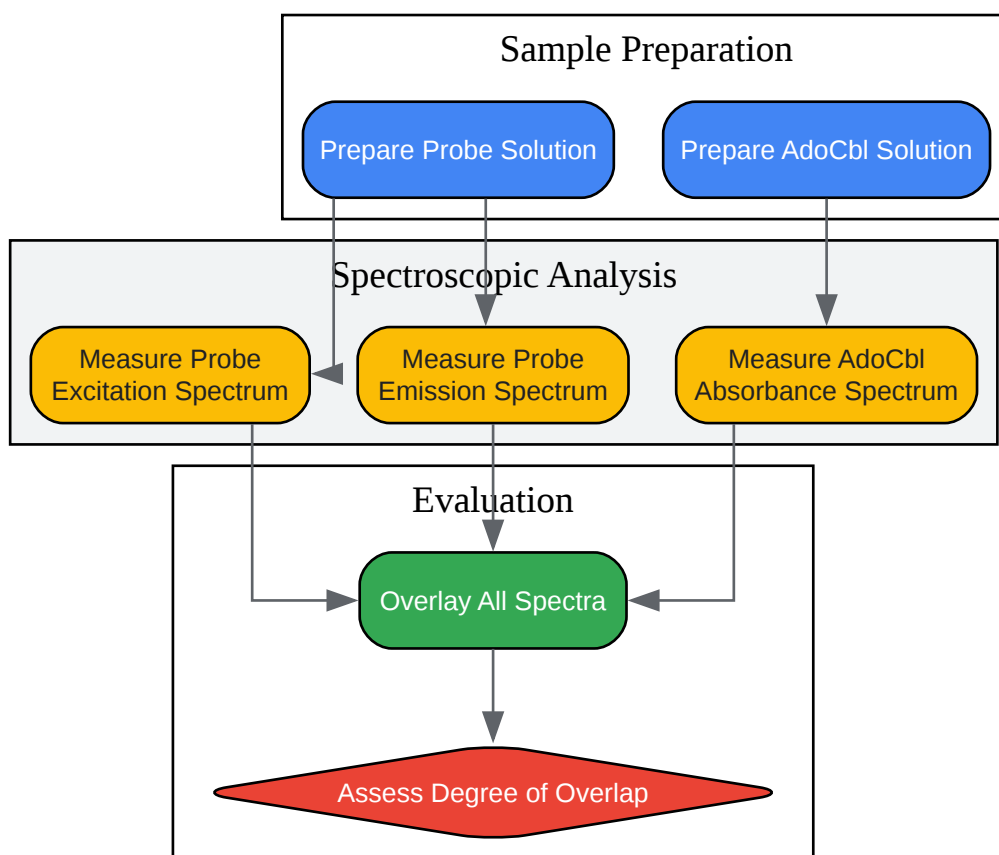 Sample Preparation
Prepare Probe Solution
Prepare AdoCbl Solution
Spectroscopic Analysis
Measure Probe
Excitation Spectrum
Measure Probe
Emission Spectrum
Measure AdoCbl
Absorbance Spectrum
Evaluation
Overlay All Spectra
Assess Degree of Overlap